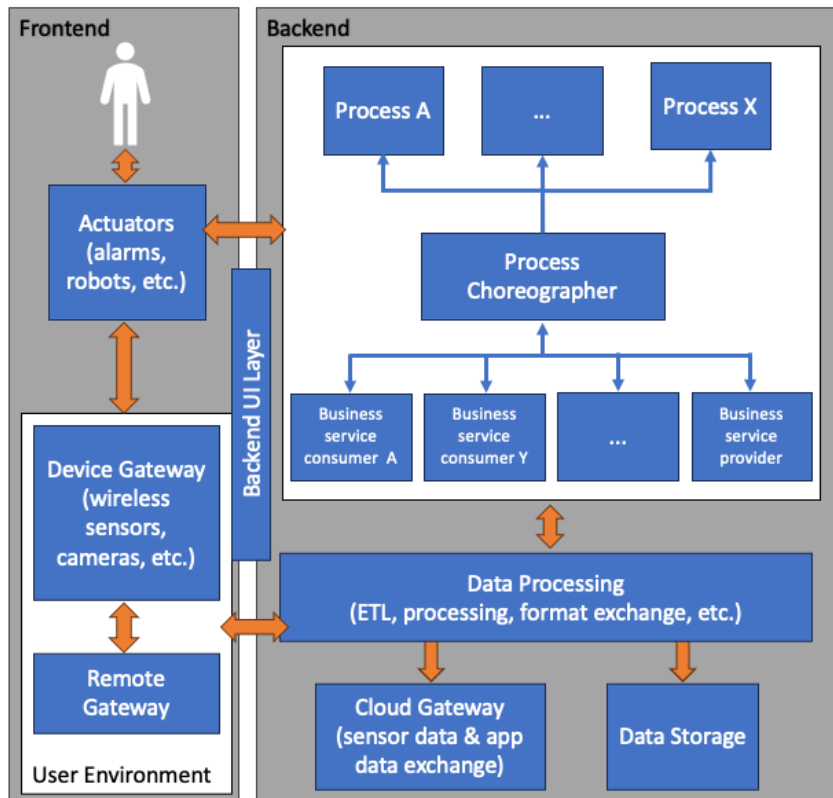 Frontend
Backend
Process A
...
Process X
Actuators
(alarms,
robots, etc.)
Process
Choreographer
Backend UI Layer
Business
service
consumer A
Business
service
consumer Y
...
Business
service
provider
Device Gateway
(wireless
sensors,
cameras, etc.)
Data Processing
(ETL, processing, format exchange, etc.)
Remote
Gateway
User Environment
Cloud Gateway
(sensor data & app
data exchange)
Data Storage